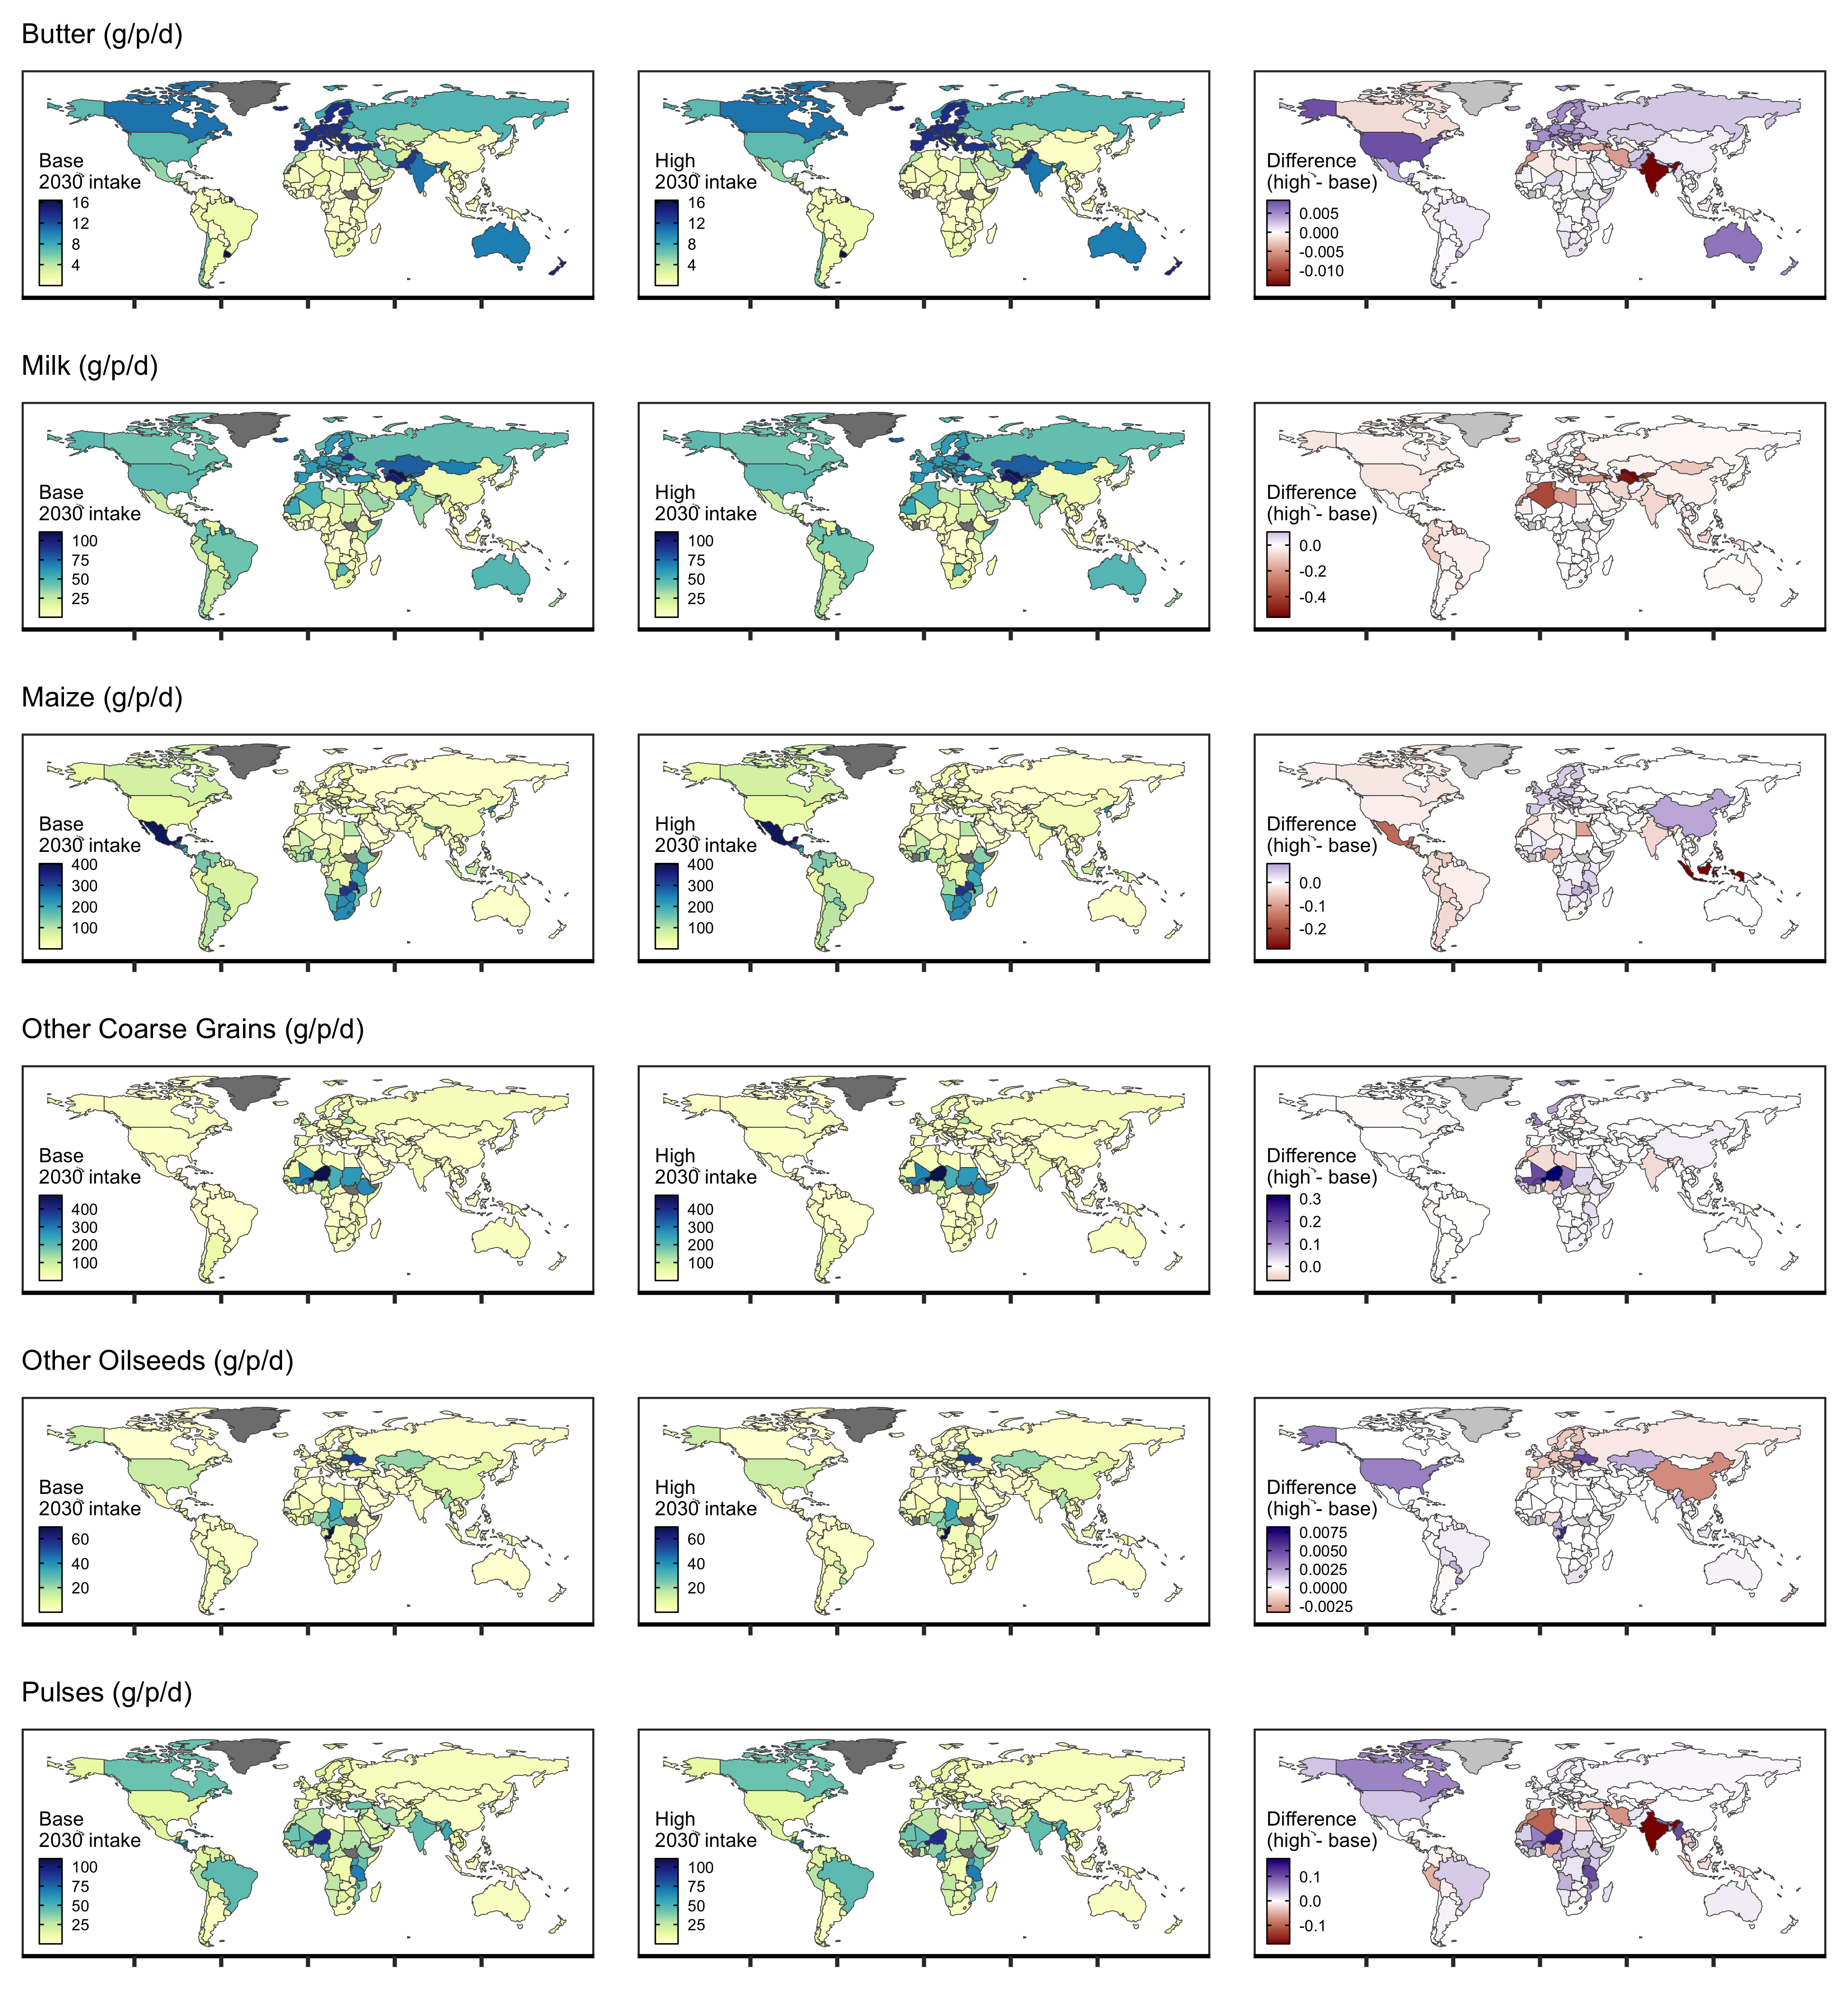 Butter (g/p/d)
Base
2030 intake
16
12
8
4
High
2030 intake
16
12
8
4
Difference
(high - base)
0.005
0.000
-0.005
-0.010
Milk (g/p/d)
Base
2030 intake
100
75
50
25
High
2030 intake
100
75
50
25
Difference
(high - base)
0.0
-0.2
-0.4
Maize (g/p/d)
Base
2030 intake
400
300
200
100
High
2030 intake
400
300
200
100
Difference
(high - base)
0.0
-0.1
-0.2
Other Coarse Grains (g/p/d)
Base
2030 intake
400
300
200
100
High
2030 intake
400
300
200
100
Difference
(high - base)
0.3
0.2
0.1
0.0
Other Oilseeds (g/p/d)
Base
2030 intake
60
40
20
High
2030 intake
60
40
20
Difference
(high - base)
0.0075
0.0050
0.0025
0.0000
-0.0025
Pulses (g/p/d)
Base
2030 intake
100
75
50
25
High
2030 intake
100
75
50
25
Difference
(high - base)
0.1
0.0
-0.1